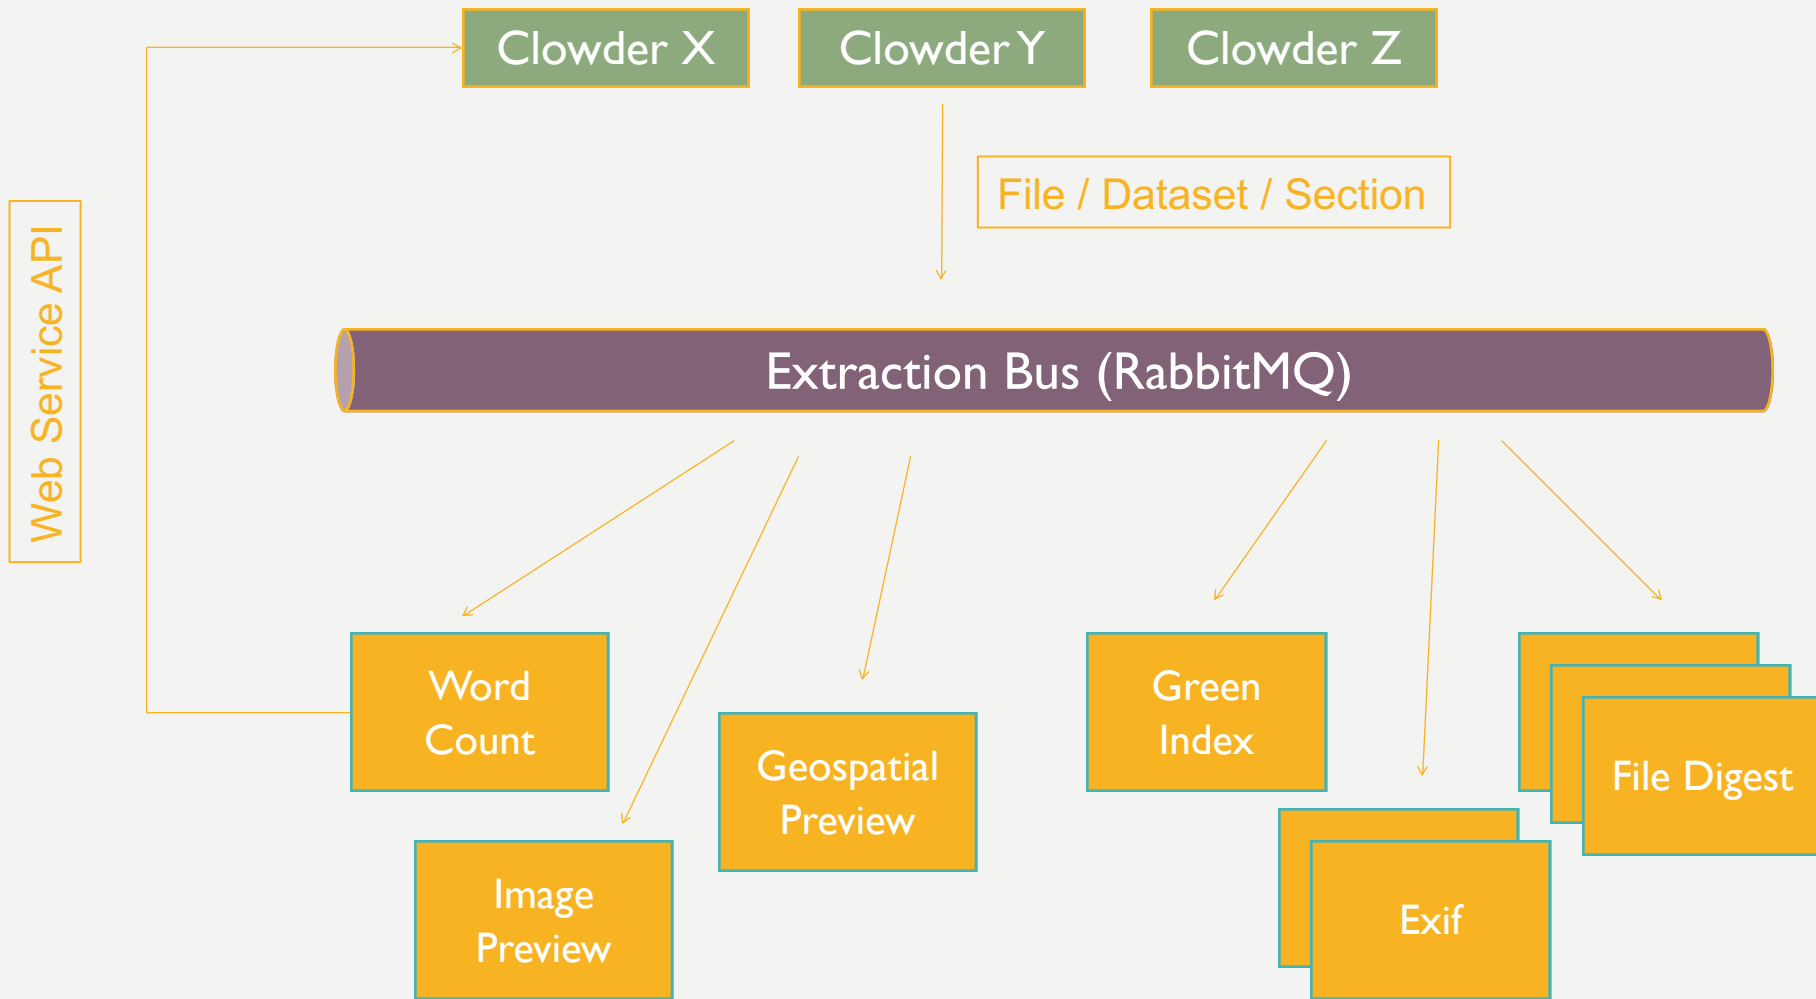 Clowder X
Clowder Y
Clowder Z
File / Dataset / Section
Web Service API
Extraction Bus (RabbitMQ)
Word
Count
Geospatial
Preview
Image
Preview
Green
Index
File Digest
Exif